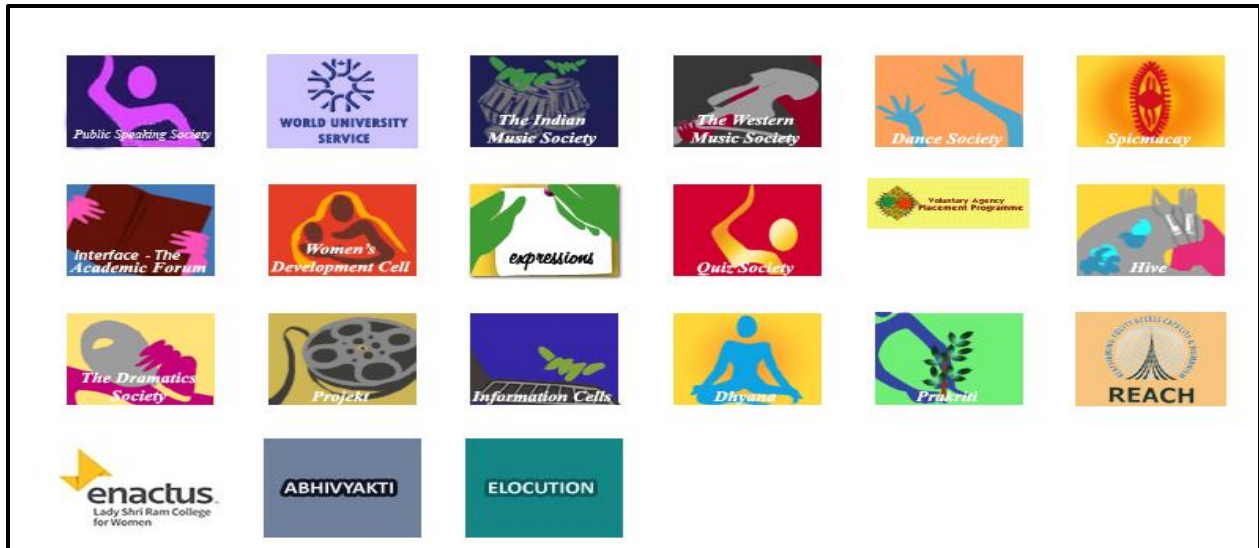 Public Speaking Society
WORLD UNIVERSITY
SERVICE
The Indian
Music Society
The Western
Music Society
Dance Society
Spicmacay
Interface - The
Academic Forum
Women's
Development Cell
expressions
Quiz Society
Voluntary Agency
Placement Programme
Hive
The Dramatics
Society
Projekt
Information Cells
Dhyana
Prakriti
REACH
enactus
Lady Shri Ram College
for Women
ABHIVYAKTI
ELOCUTION